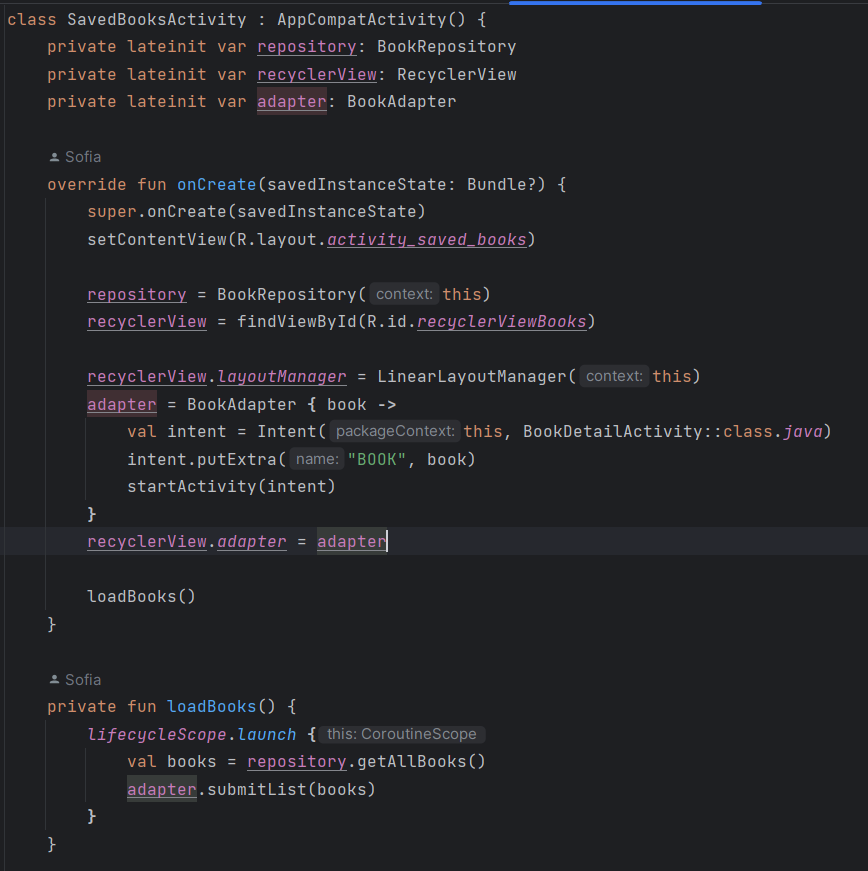 class SavedBooksActivity : AppCompatActivity() {
    private lateinit var repository: BookRepository
    private lateinit var recyclerView: RecyclerView
    private lateinit var adapter: BookAdapter
    Sofia
    override fun onCreate(savedInstanceState: Bundle?) {
        super.onCreate(savedInstanceState)
        setContentView(R.layout.activity_saved_books)
        repository = BookRepository( context: this)
        recyclerView = findViewById(R.id.recyclerViewBooks)
        recyclerView.layoutManager = LinearLayoutManager( context: this)
        adapter = BookAdapter { book ->
            val intent = Intent( packageContext: this, BookDetailActivity::class.java)
            intent.putExtra( name: "BOOK", book)
            startActivity(intent)
        }
        recyclerView.adapter = adapter
        loadBooks()
    }
    Sofia
    private fun loadBooks() {
        lifecycleScope.launch { this: CoroutineScope
            val books = repository.getAllBooks()
            adapter.submitList(books)
        }
    }